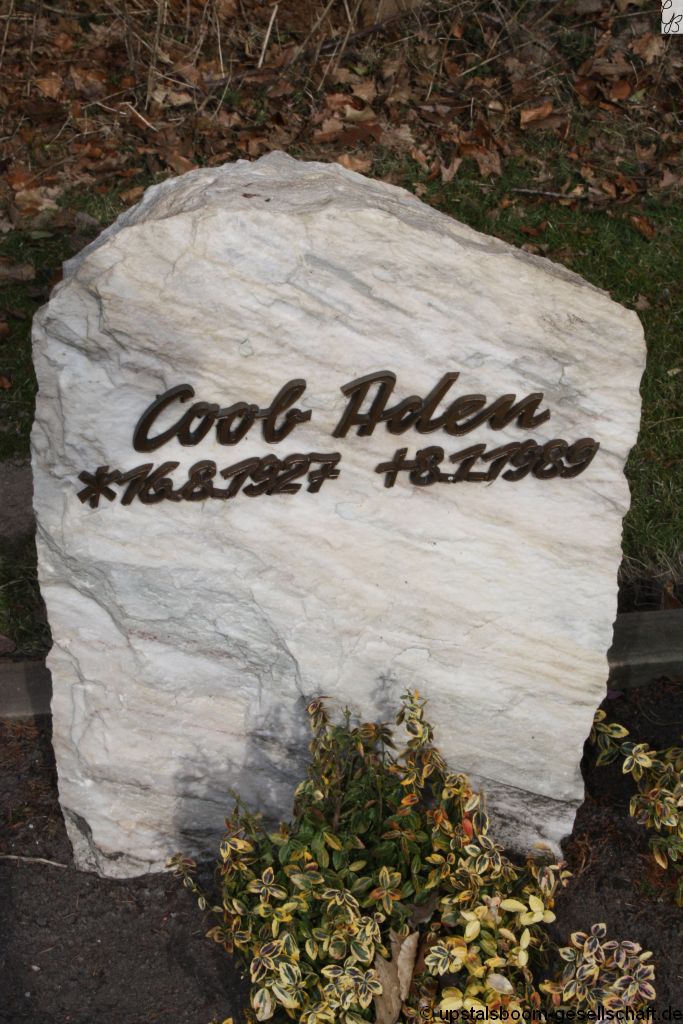 Coob Aden
*16.8.1927 +8.1.1989
© upstalsboom-gesellschaft.de